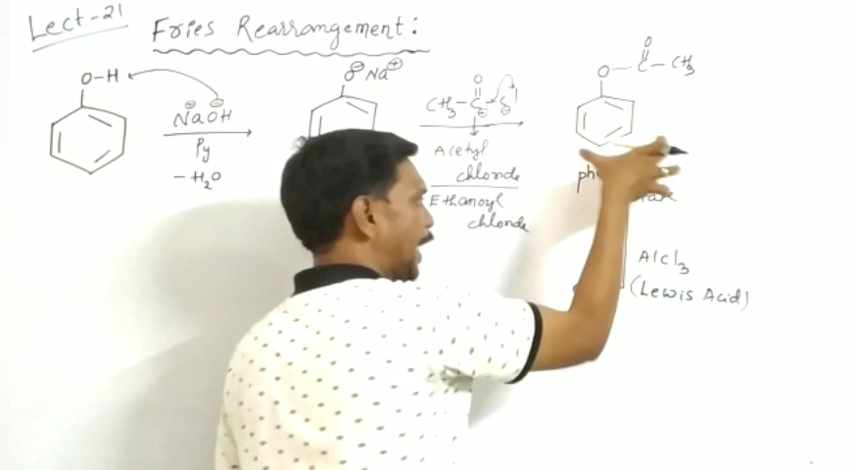 Lect-21
Fries Rearrangement:
O-H
NaOH
⊕ ⊖
Py
-H2O
O⊖ Na⊕
O
CH3-C-Cl
Acetyl
chloride
Ethanoyl
chloride
O
O-C-CH3
AlCl3
(Lewis Acid)